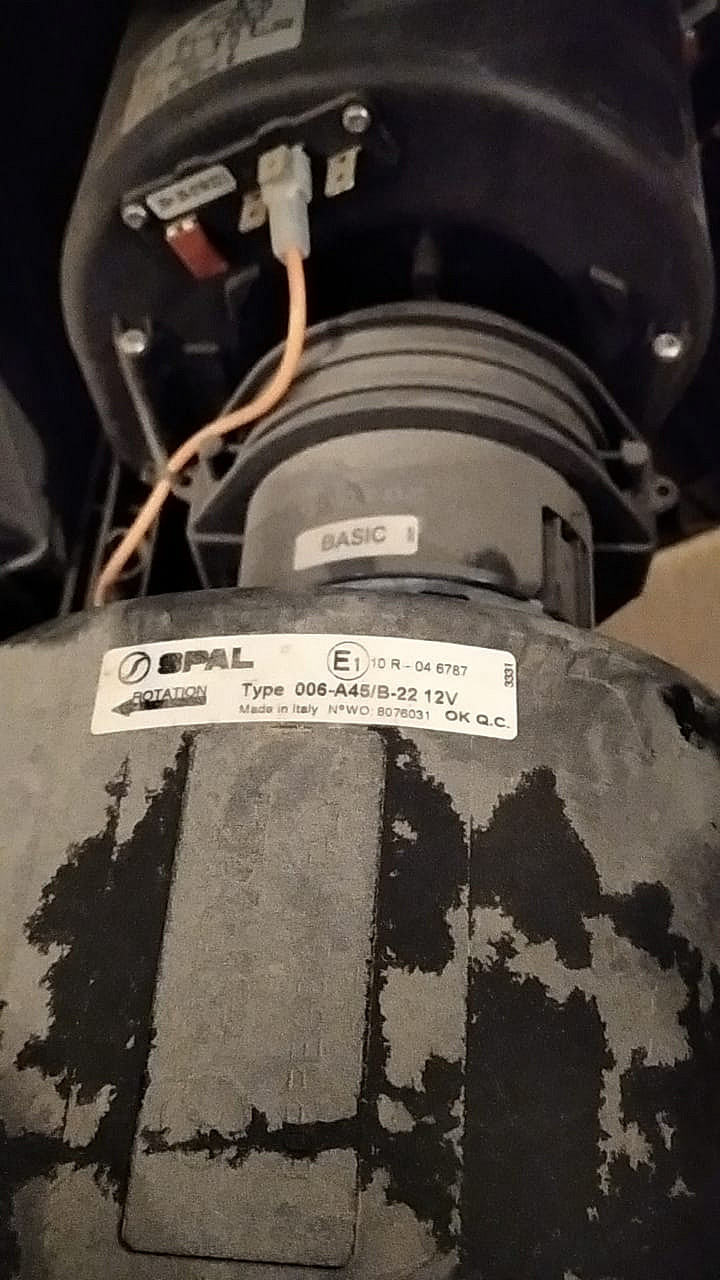 BASIC
SPAL E1 10 R - 04 6787
ROTATION Type 006-A45/B-22 12V
Made in Italy N°WO: 8076031 OK Q.C.
3331